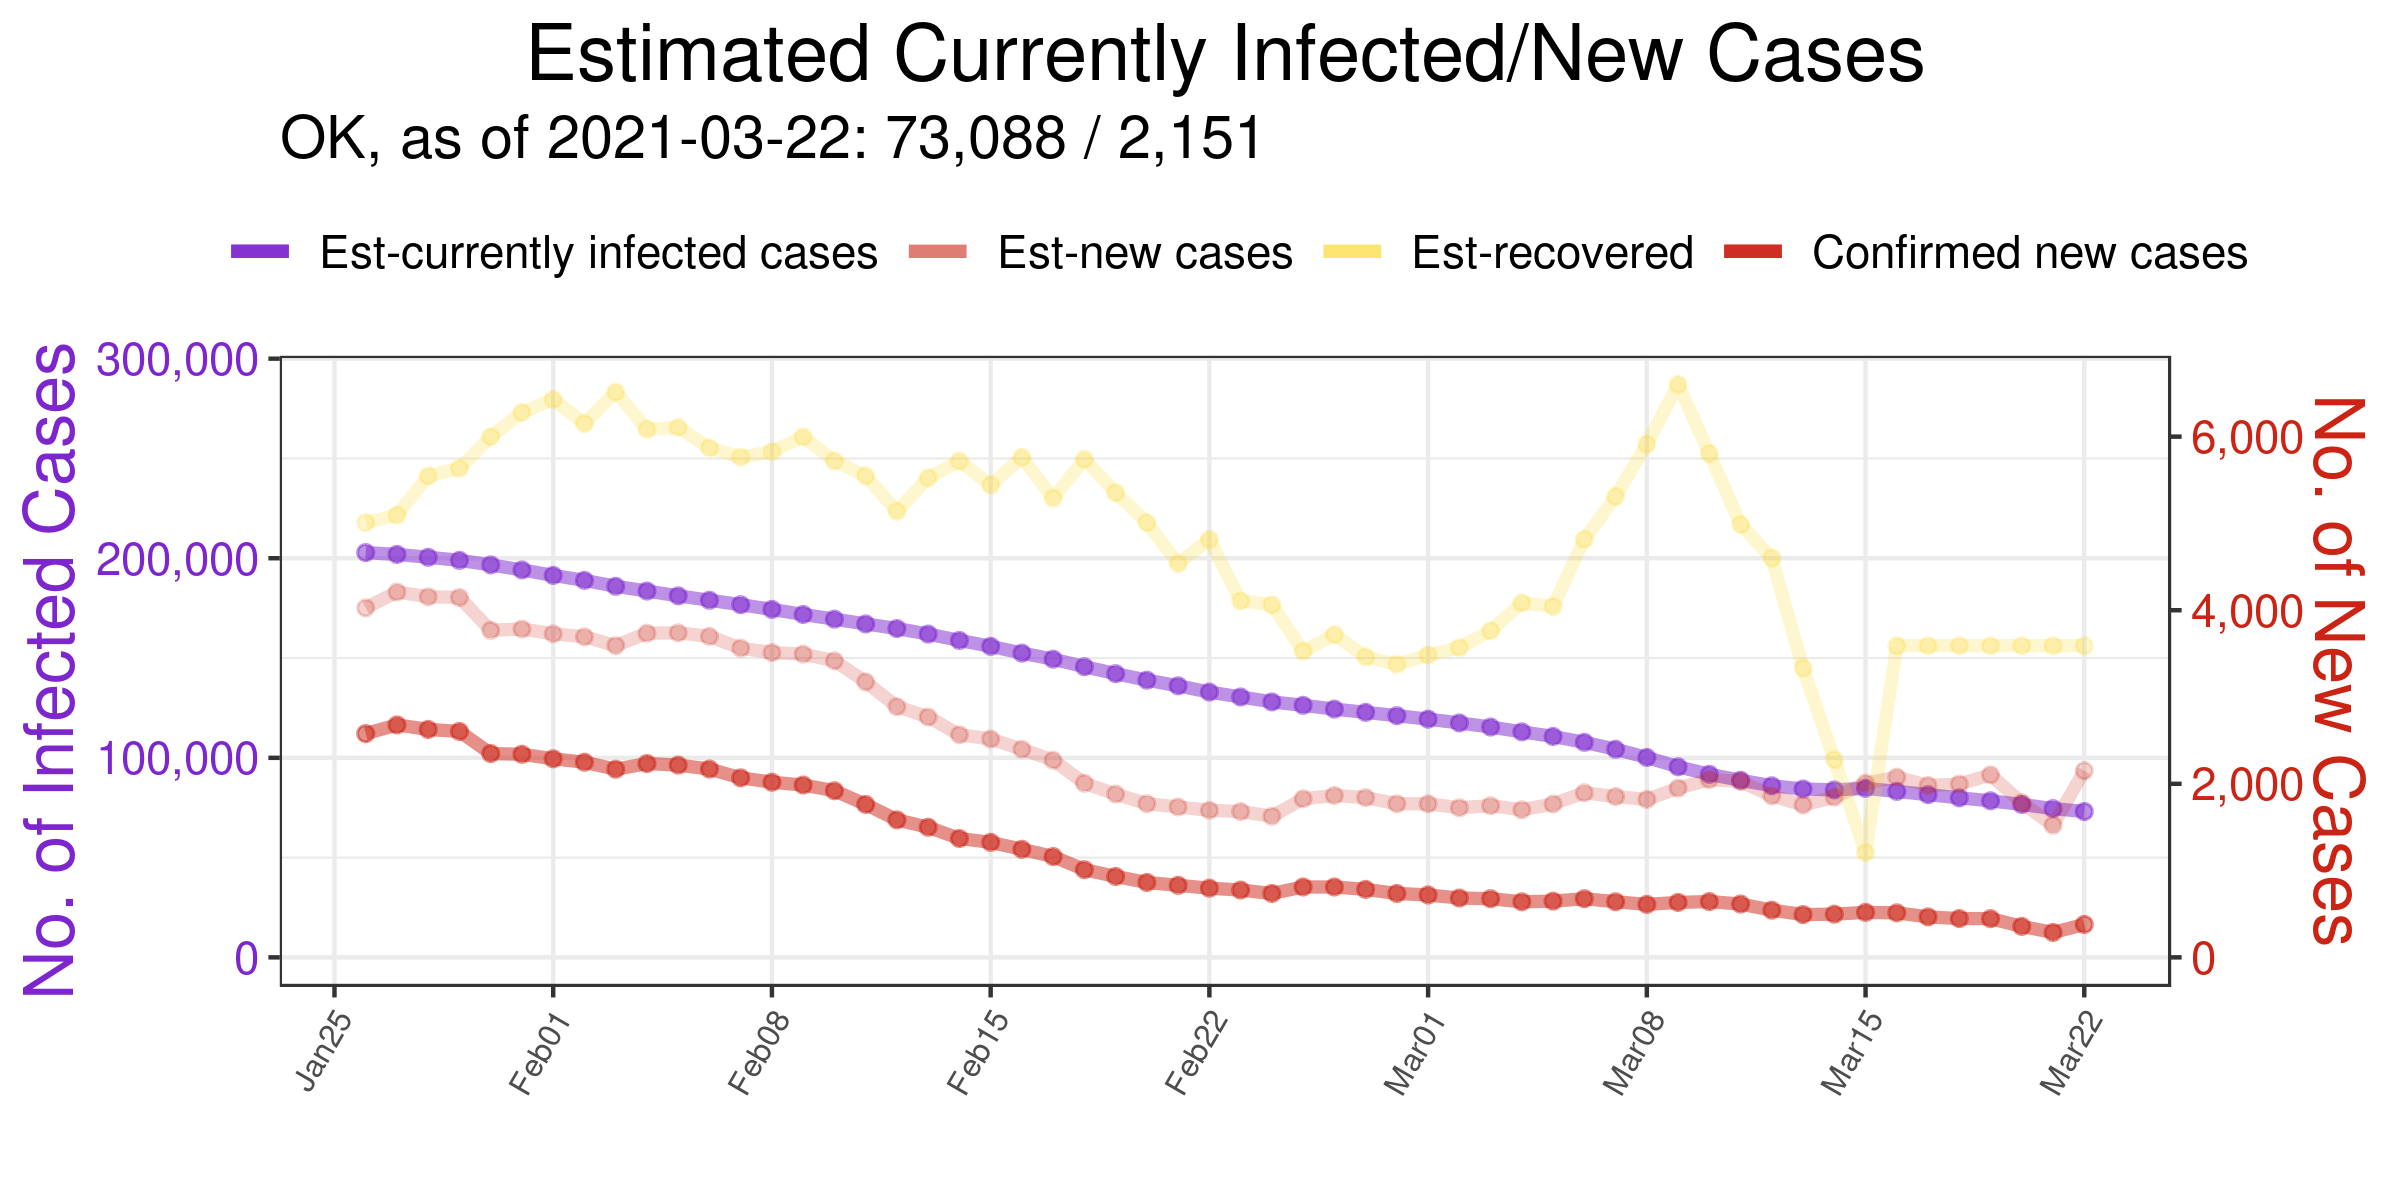 Estimated Currently Infected/New Cases
OK, as of 2021-03-22: 73,088 / 2,151
Est-currently infected cases Est-new cases Est-recovered Confirmed new cases
No. of Infected Cases
300,000
200,000
100,000
0
6,000
4,000
2,000
0
No. of New Cases
Jan25 Feb01 Feb08 Feb15 Feb22 Mar01 Mar08 Mar15 Mar22